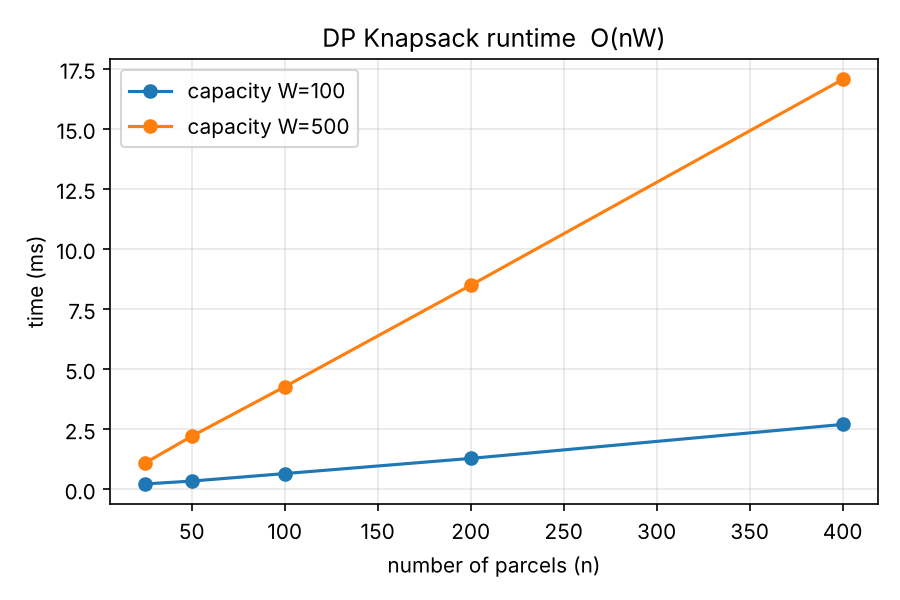 DP Knapsack runtime  O(nW)
capacity W=100
capacity W=500
17.5
15.0
12.5
10.0
7.5
5.0
2.5
0.0
time (ms)
50 100 150 200 250 300 350 400
number of parcels (n)